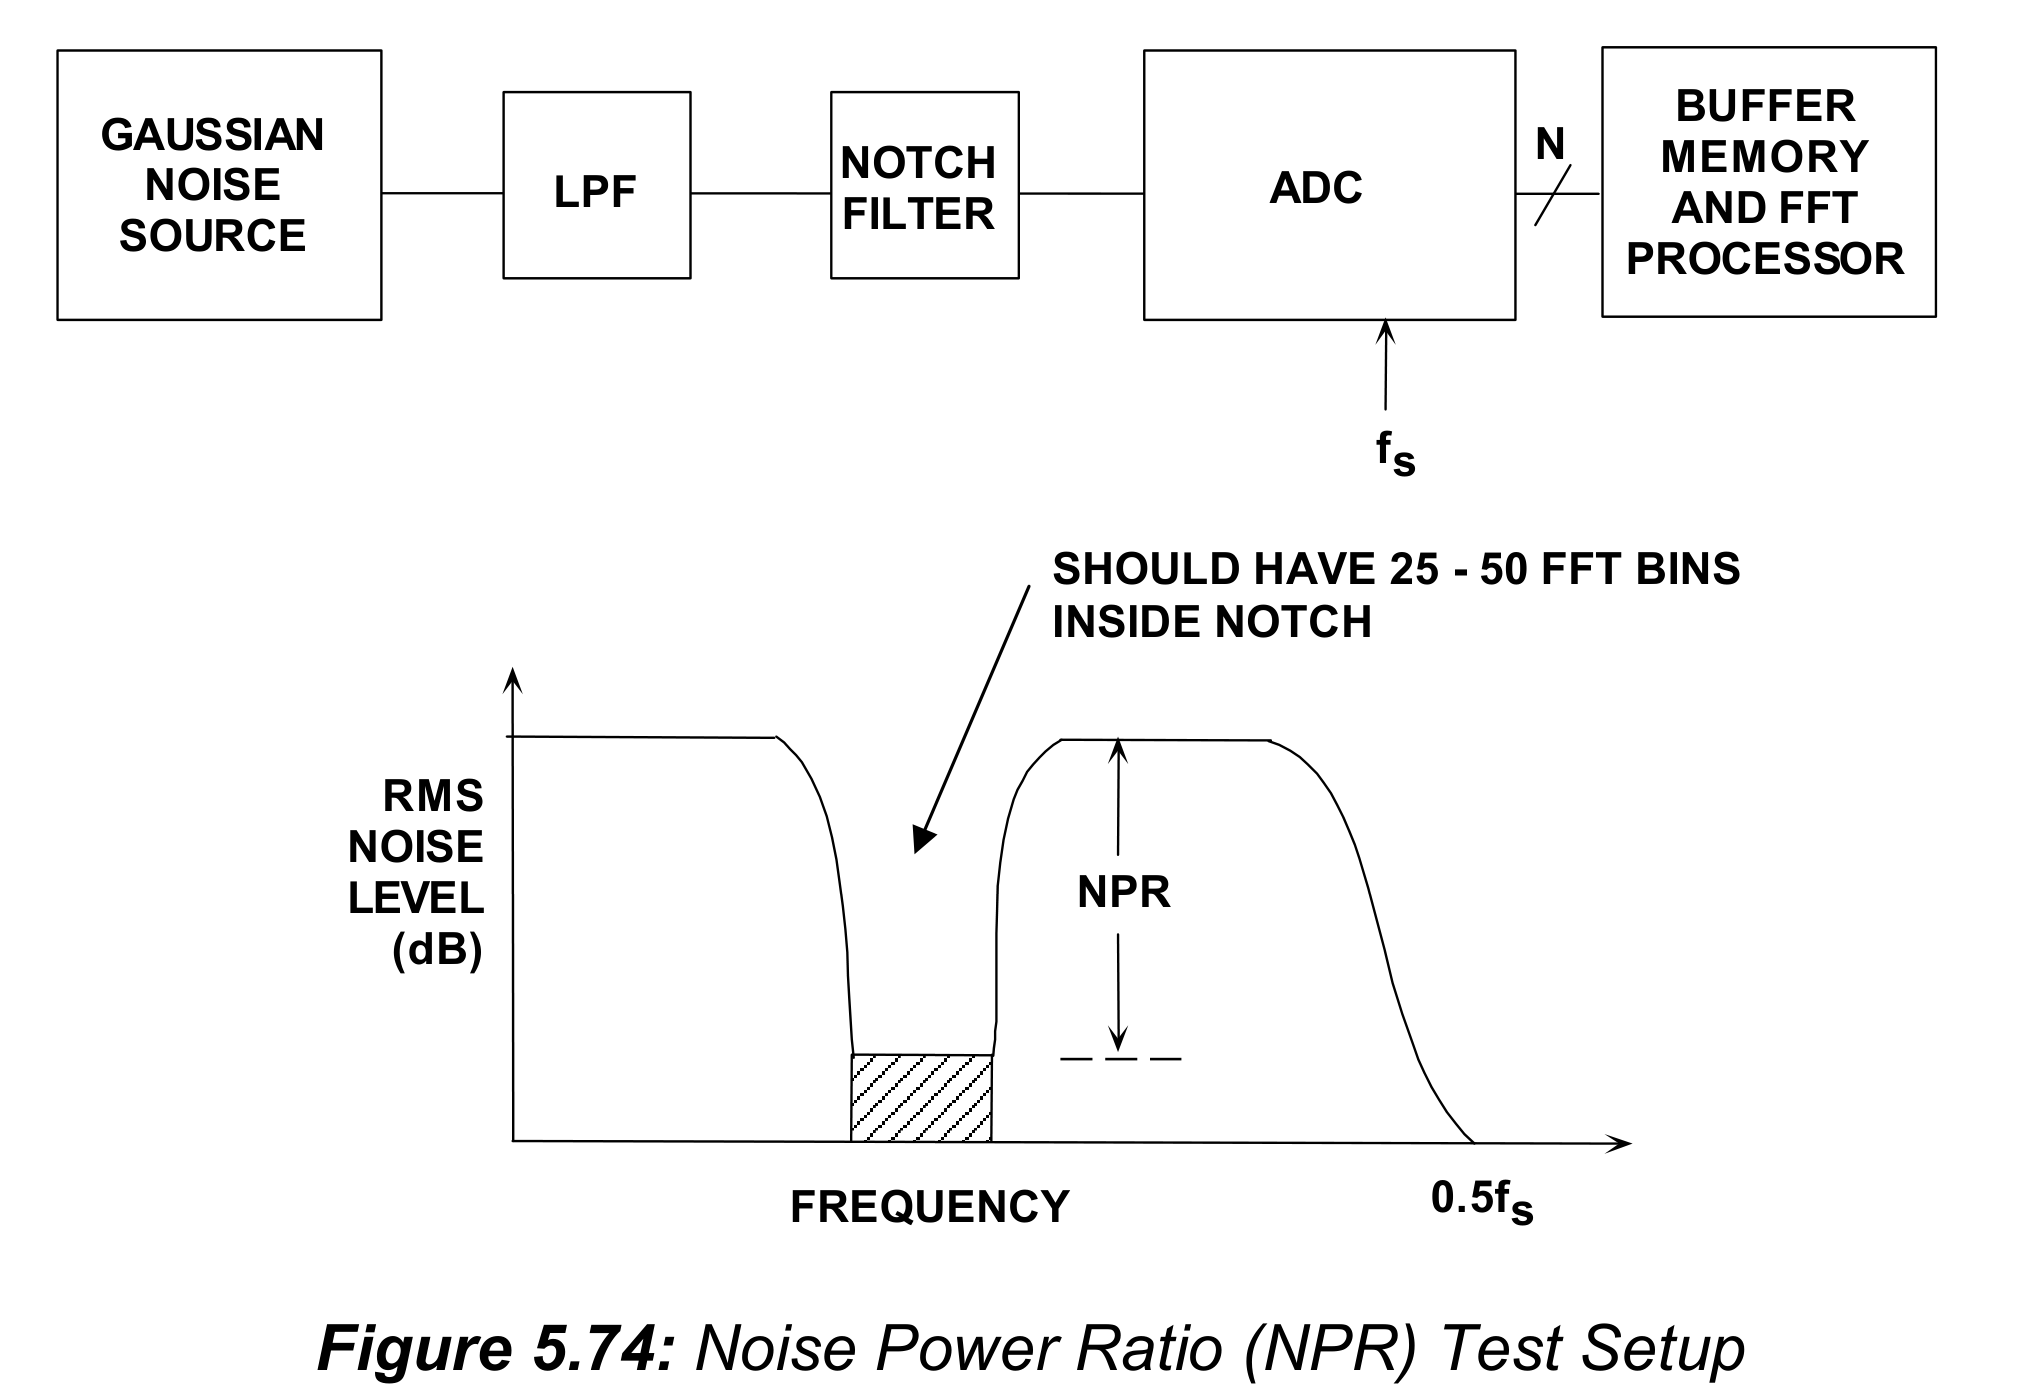 GAUSSIAN
NOISE
SOURCE
LPF
NOTCH
FILTER
ADC
N
BUFFER
MEMORY
AND FFT
PROCESSOR
fs
SHOULD HAVE 25 - 50 FFT BINS
INSIDE NOTCH
RMS
NOISE
LEVEL
(dB)
NPR
FREQUENCY
0.5fs
Figure 5.74: Noise Power Ratio (NPR) Test Setup